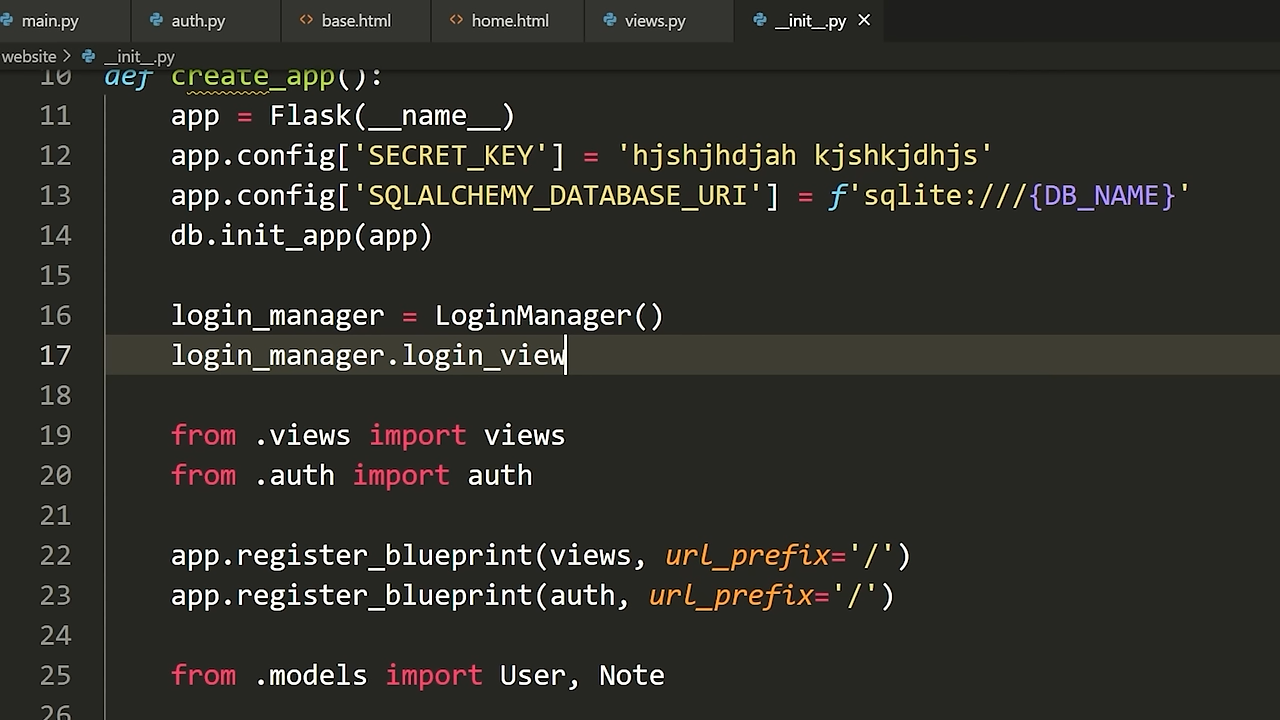 main.py auth.py base.html home.html views.py __init__.py ×
website > __init__.py
10 def create_app():
11 app = Flask(__name__)
12 app.config['SECRET_KEY'] = 'hjshjhdjah kjshkjdhjs'
13 app.config['SQLALCHEMY_DATABASE_URI'] = f'sqlite:///{DB_NAME}'
14 db.init_app(app)
15
16 login_manager = LoginManager()
17 login_manager.login_view
18
19 from .views import views
20 from .auth import auth
21
22 app.register_blueprint(views, url_prefix='/')
23 app.register_blueprint(auth, url_prefix='/')
24
25 from .models import User, Note
26